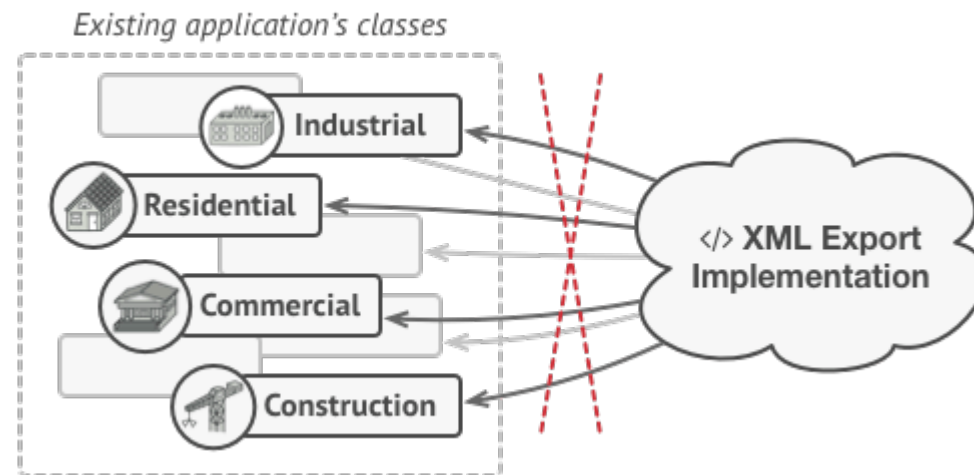 Existing application's classes
Industrial
Residential
Commercial
Construction
</> XML Export
Implementation